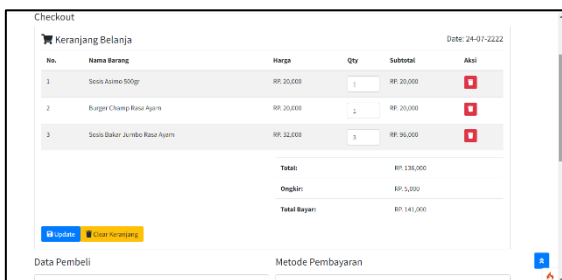 Checkout
Keranjang Belanja Date: 24-07-2222
No. Nama Barang Harga Qty Subtotal Aksi
1 Sosis Asimo 500gr RP. 20,000 1 RP. 20,000
2 Burger Champ Rasa Ayam RP. 20,000 1 RP. 20,000
3 Sosis Bakar Jumbo Rasa Ayam RP. 32,000 3 RP. 96,000
Total: RP. 136,000
Ongkir: RP. 5,000
Total Bayar: RP. 141,000
Update Clear Keranjang
Data Pembeli Metode Pembayaran